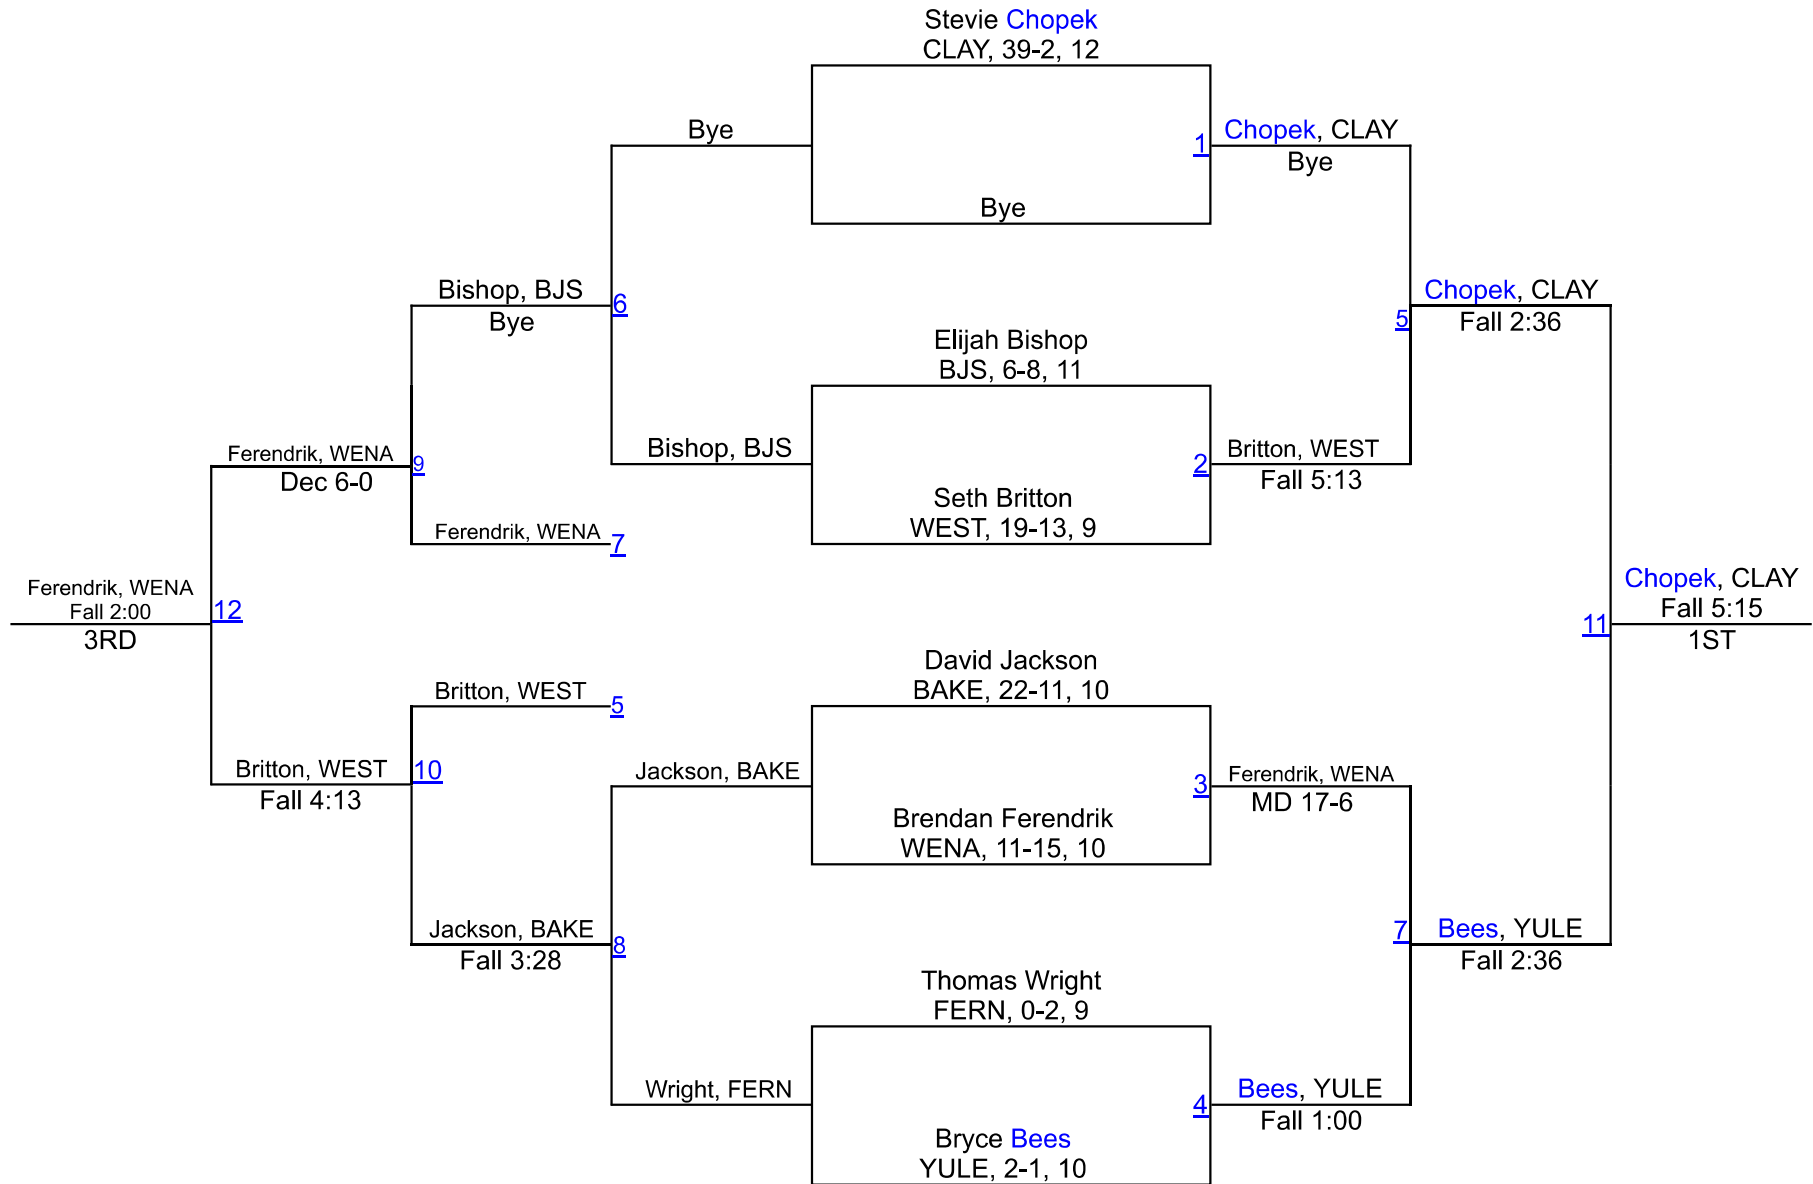 Stevie Chopek
CLAY, 39-2, 12
Bye
1
Chopek, CLAY
Bye
Bye
Bishop, BJS
Bye
6
Chopek, CLAY
Fall 2:36
5
Elijah Bishop
BJS, 6-8, 11
Bishop, BJS
2
Britton, WEST
Fall 5:13
Ferendrik, WENA
Dec 6-0
9
Seth Britton
WEST, 19-13, 9
Ferendrik, WENA
7
Ferendrik, WENA
Fall 2:00
3RD
12
Chopek, CLAY
Fall 5:15
1ST
11
David Jackson
BAKE, 22-11, 10
Britton, WEST
5
Britton, WEST
Fall 4:13
10
Jackson, BAKE
3
Ferendrik, WENA
MD 17-6
Brendan Ferendrik
WENA, 11-15, 10
Jackson, BAKE
Fall 3:28
8
7
Bees, YULE
Fall 2:36
Thomas Wright
FERN, 0-2, 9
Wright, FERN
4
Bees, YULE
Fall 1:00
Bryce Bees
YULE, 2-1, 10